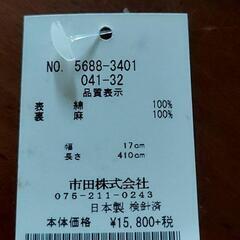 NO. 5688-3401
041-32
品質表示
表 綿 100%
裏 麻 100%
幅 17cm
長さ 410cm
市田株式会社
075-211-0243
日本製 検針済
本体価格 ¥15,800+税